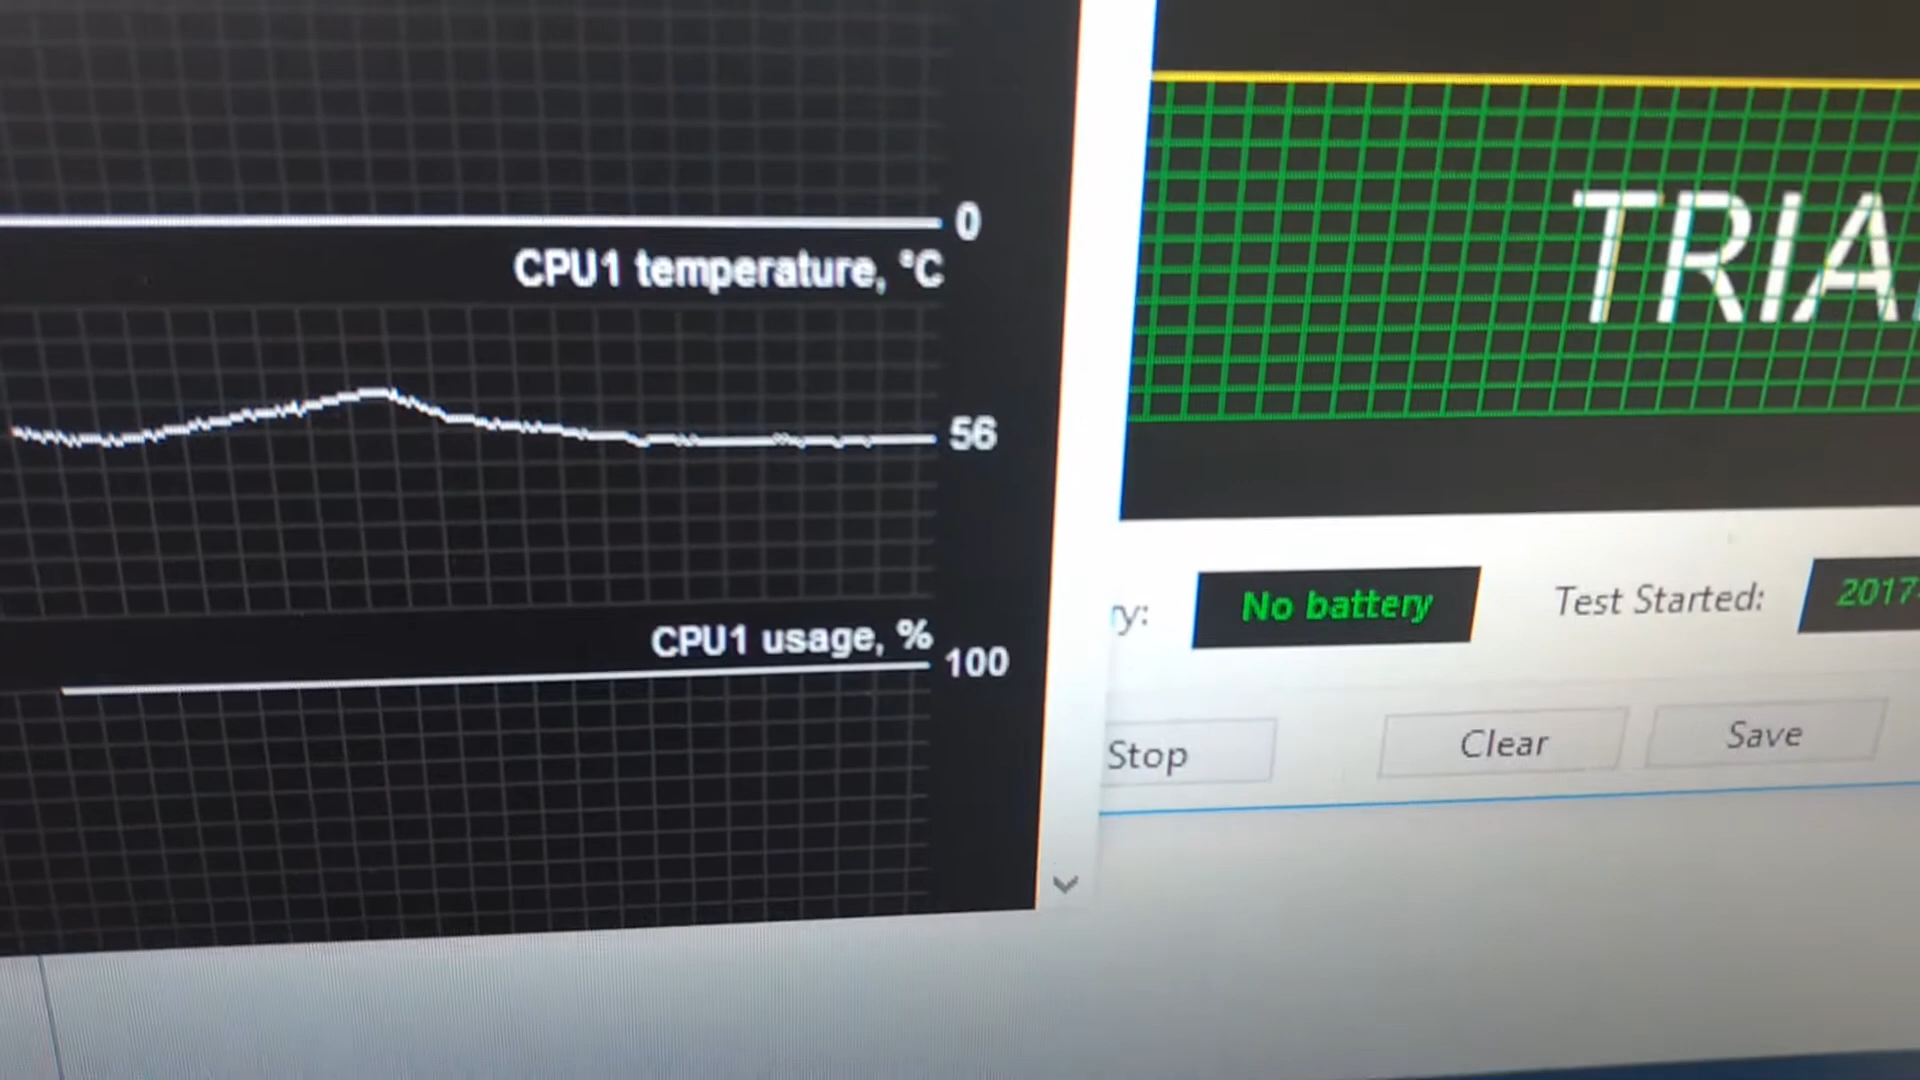 0
CPU1 temperature, °C
56
CPU1 usage, %
100
TRIA
No battery
Test Started:
2017-
Stop
Clear
Save